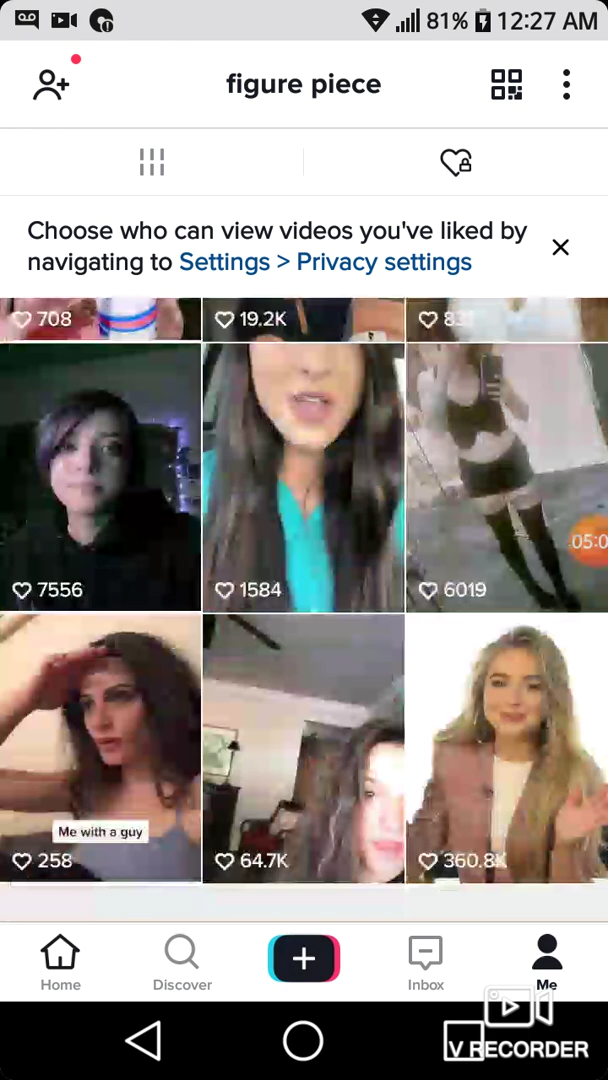 81% 12:27 AM
figure piece
Choose who can view videos you've liked by
navigating to Settings > Privacy settings
708
19.2K
7556
1584
6019
05:0
Me with a guy
258
64.7K
360.8K
Home
Discover
Inbox
Me
V RECORDER